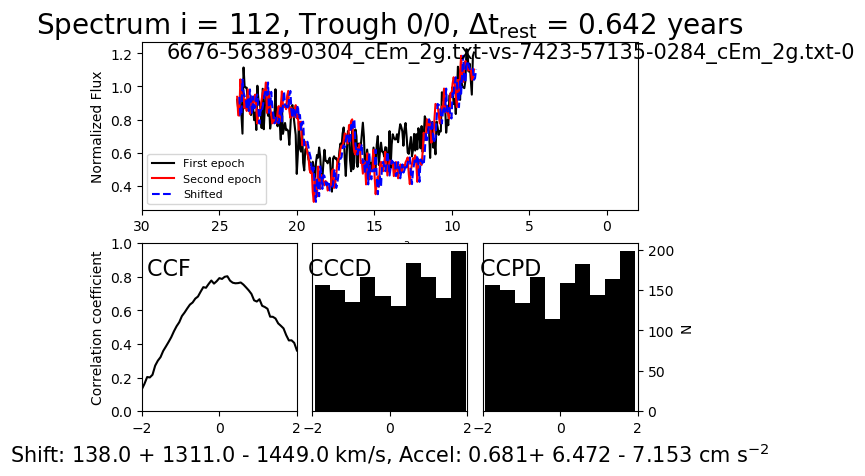 Spectrum i = 112, Trough 0/0, Δt_rest = 0.642 years
6676-56389-0304_cEm_2g.txt-vs-7423-57135-0284_cEm_2g.txt-0
Normalized Flux
1.2
1.0
0.8
0.6
0.4
First epoch
Second epoch
Shifted
30 25 20 15 10 5 0
Correlation coefficient
1.0
0.8
0.6
0.4
0.2
0.0
CCF
CCCD
CCPD
200
150
100
50
0
N
−2 0 2
−2 0 2
−2 0 2
Shift: 138.0 + 1311.0 - 1449.0 km/s, Accel: 0.681+ 6.472 - 7.153 cm s⁻²